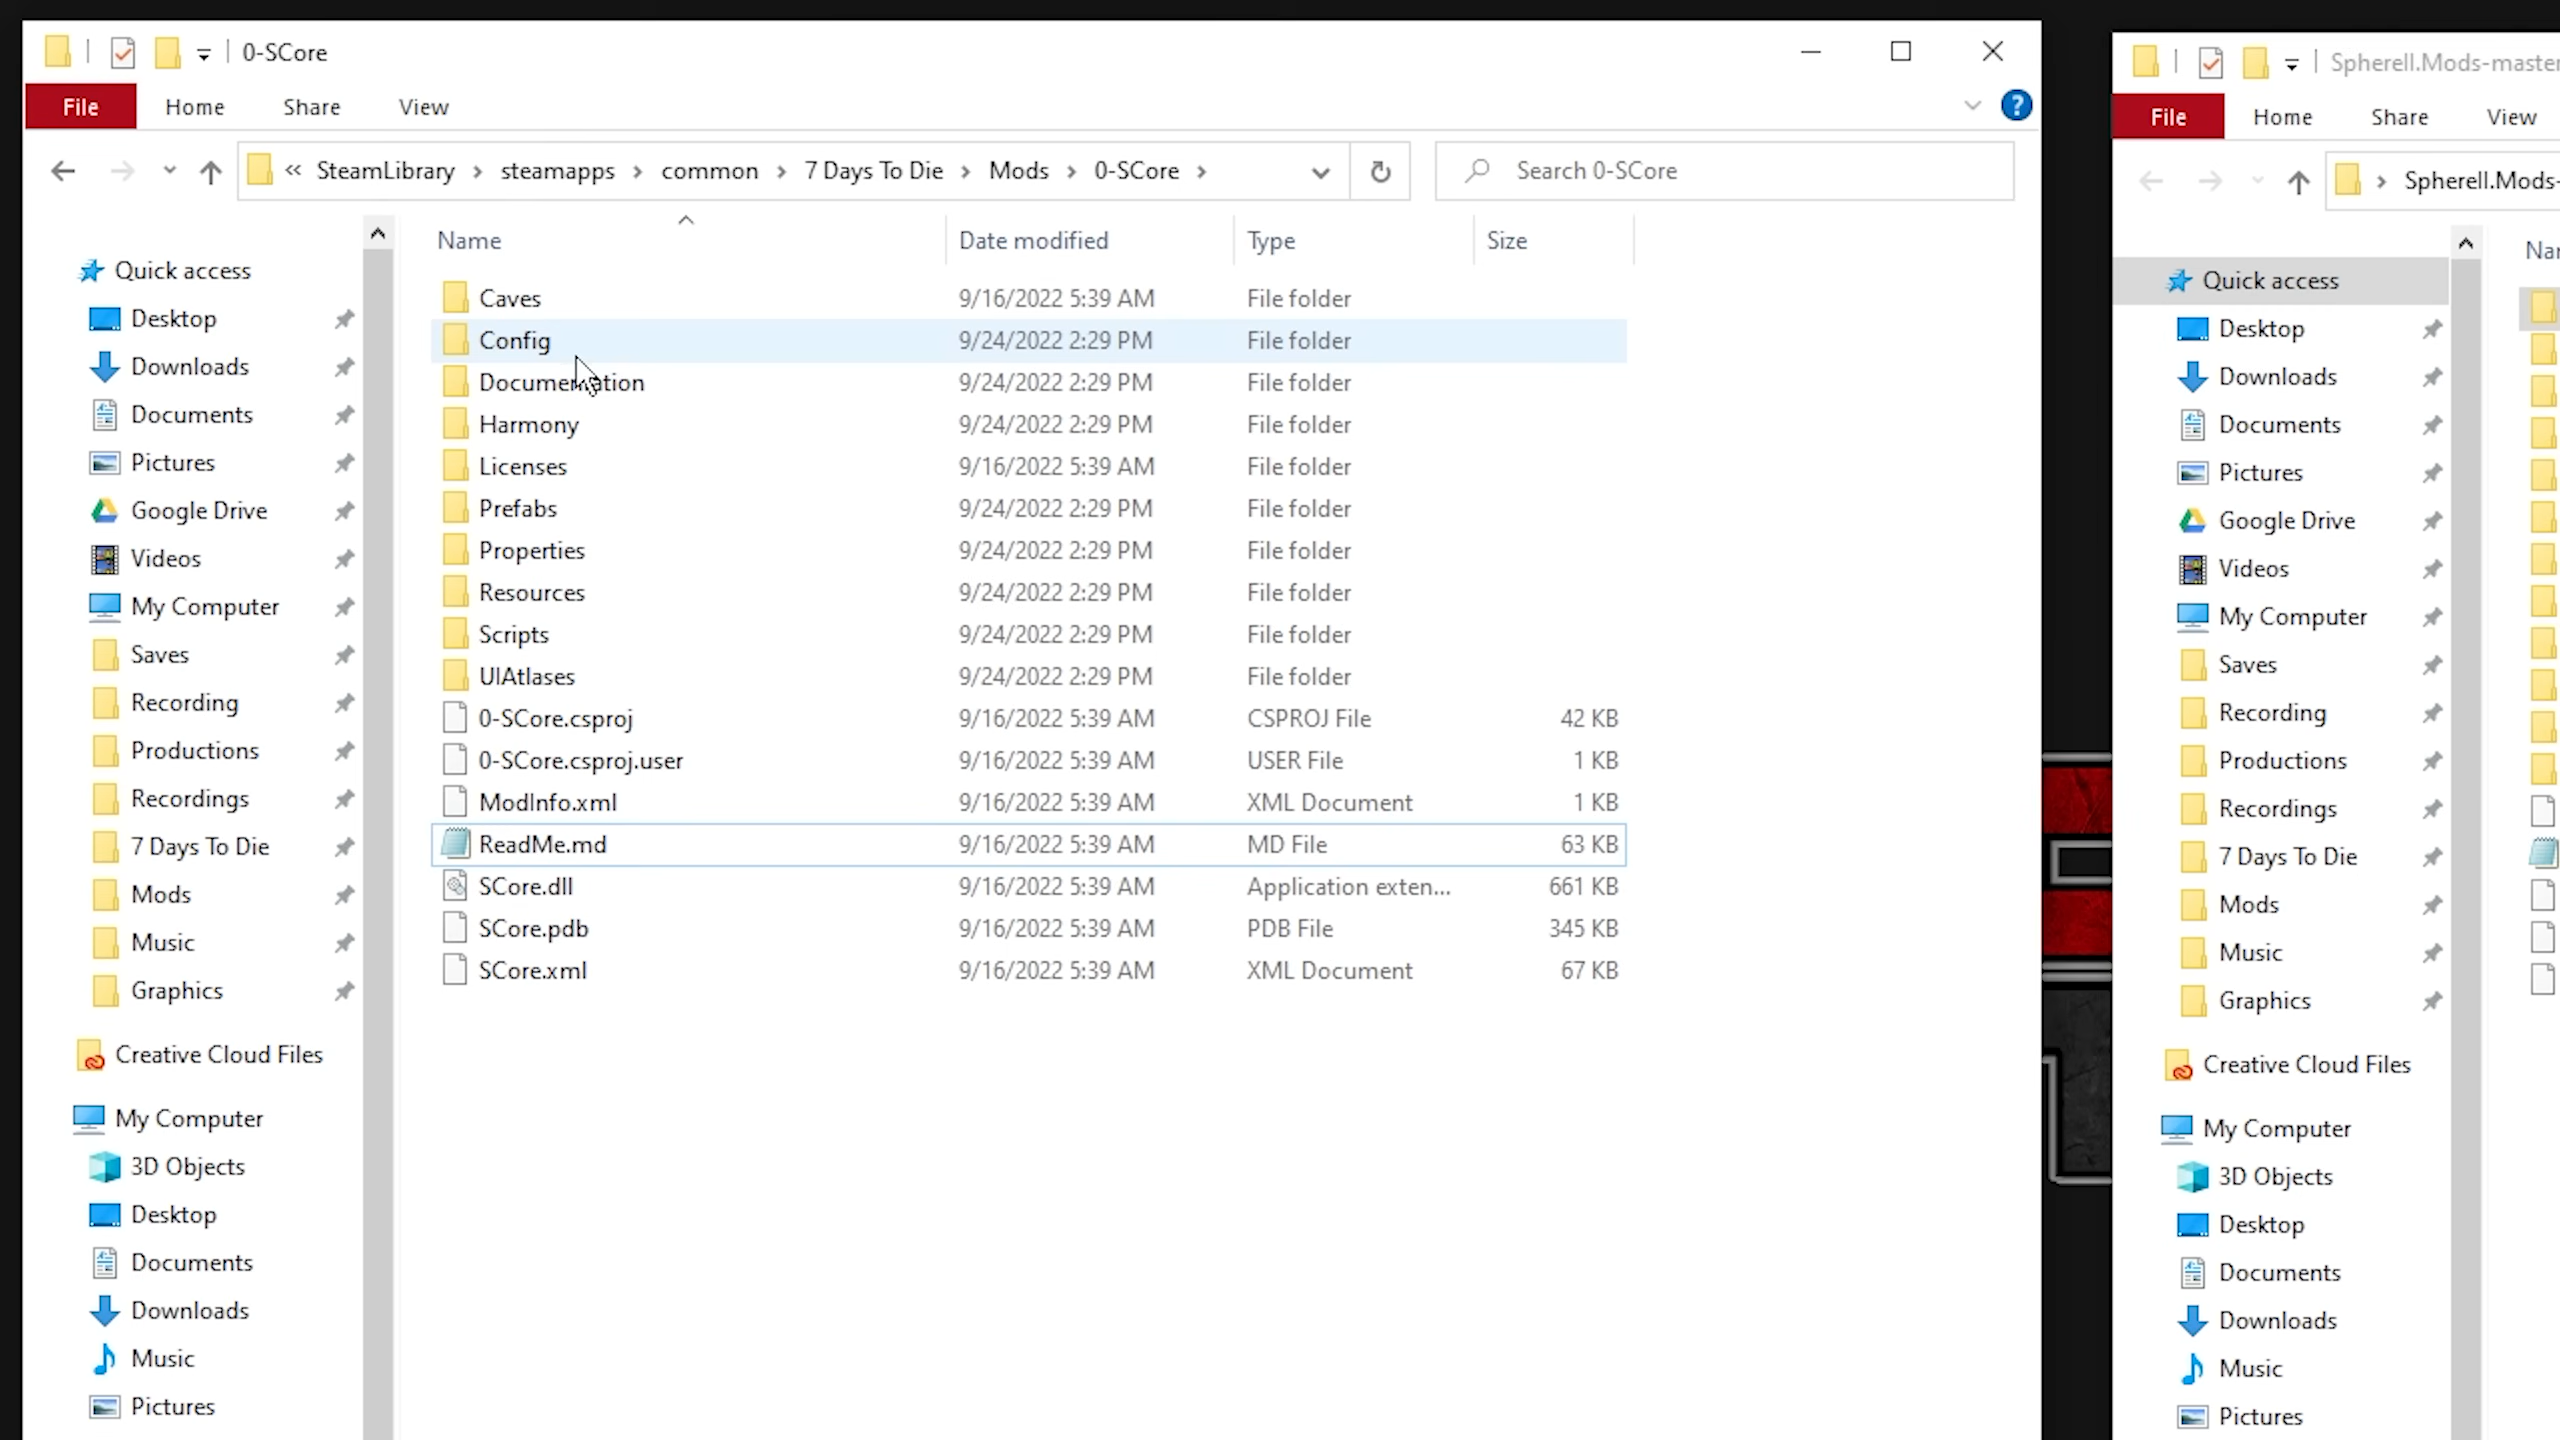 0-SCore
File Home Share View
« SteamLibrary › steamapps › common › 7 Days To Die › Mods › 0-SCore ›
Search 0-SCore
Quick access
Desktop
Downloads
Documents
Pictures
Google Drive
Videos
My Computer
Saves
Recording
Productions
Recordings
7 Days To Die
Mods
Music
Graphics
Creative Cloud Files
My Computer
3D Objects
Desktop
Documents
Downloads
Music
Pictures
Name Date modified Type Size
Caves 9/16/2022 5:39 AM File folder
Config 9/24/2022 2:29 PM File folder
Documentation 9/24/2022 2:29 PM File folder
Harmony 9/24/2022 2:29 PM File folder
Licenses 9/16/2022 5:39 AM File folder
Prefabs 9/24/2022 2:29 PM File folder
Properties 9/24/2022 2:29 PM File folder
Resources 9/24/2022 2:29 PM File folder
Scripts 9/24/2022 2:29 PM File folder
UIAtlases 9/24/2022 2:29 PM File folder
0-SCore.csproj 9/16/2022 5:39 AM CSPROJ File 42 KB
0-SCore.csproj.user 9/16/2022 5:39 AM USER File 1 KB
ModInfo.xml 9/16/2022 5:39 AM XML Document 1 KB
ReadMe.md 9/16/2022 5:39 AM MD File 63 KB
SCore.dll 9/16/2022 5:39 AM Application exten... 661 KB
SCore.pdb 9/16/2022 5:39 AM PDB File 345 KB
SCore.xml 9/16/2022 5:39 AM XML Document 67 KB
Spherell.Mods-master
File Home Share View
› Spherell.Mods-
Quick access
Desktop
Downloads
Documents
Pictures
Google Drive
Videos
My Computer
Saves
Recording
Productions
Recordings
7 Days To Die
Mods
Music
Graphics
Creative Cloud Files
My Computer
3D Objects
Desktop
Documents
Downloads
Music
Pictures